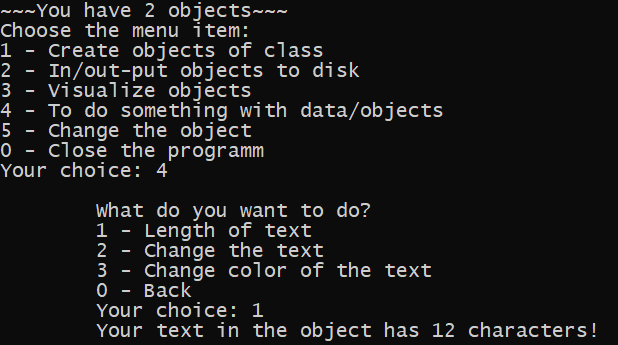 ~~~You have 2 objects~~~
Choose the menu item:
1 - Create objects of class
2 - In/out-put objects to disk
3 - Visualize objects
4 - To do something with data/objects
5 - Change the object
0 - Close the programm
Your choice: 4
What do you want to do?
1 - Length of text
2 - Change the text
3 - Change color of the text
0 - Back
Your choice: 1
Your text in the object has 12 characters!